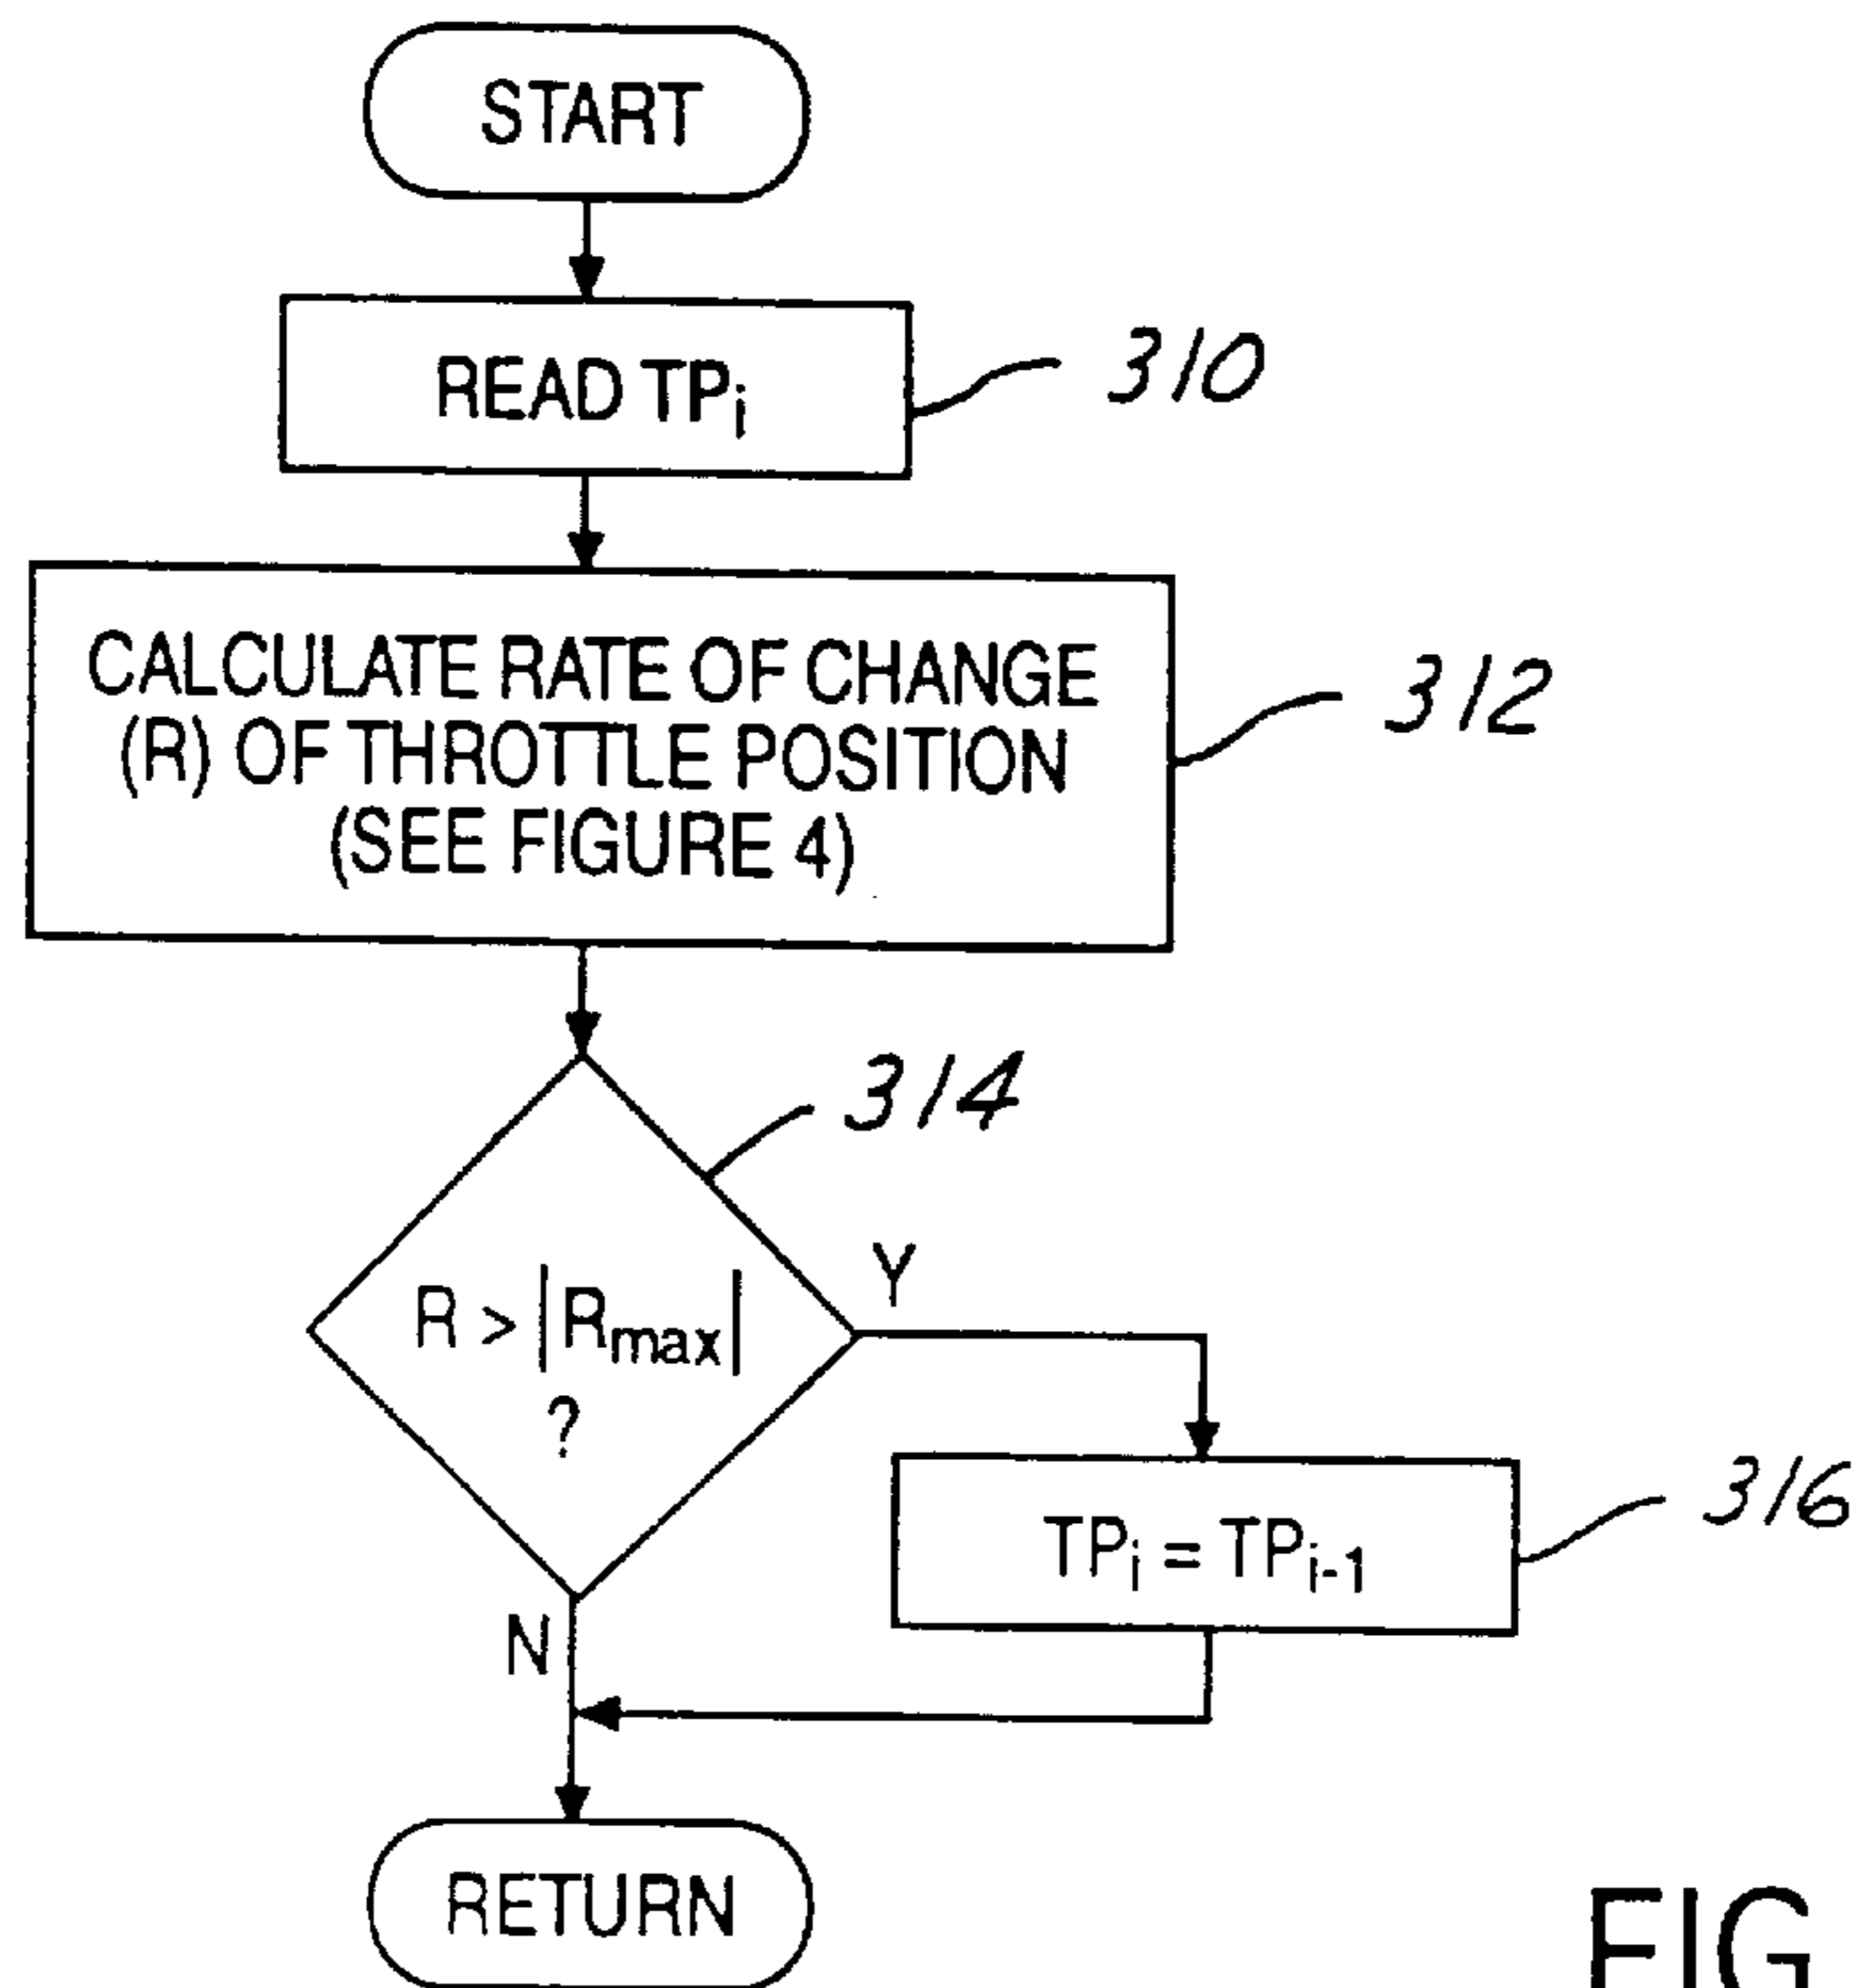 START
READ TPi
310
CALCULATE RATE OF CHANGE
(R) OF THROTTLE POSITION
(SEE FIGURE 4)
312
314
R > |Rmax|
?
Y
TPi = TPi-1
316
N
RETURN
FIG